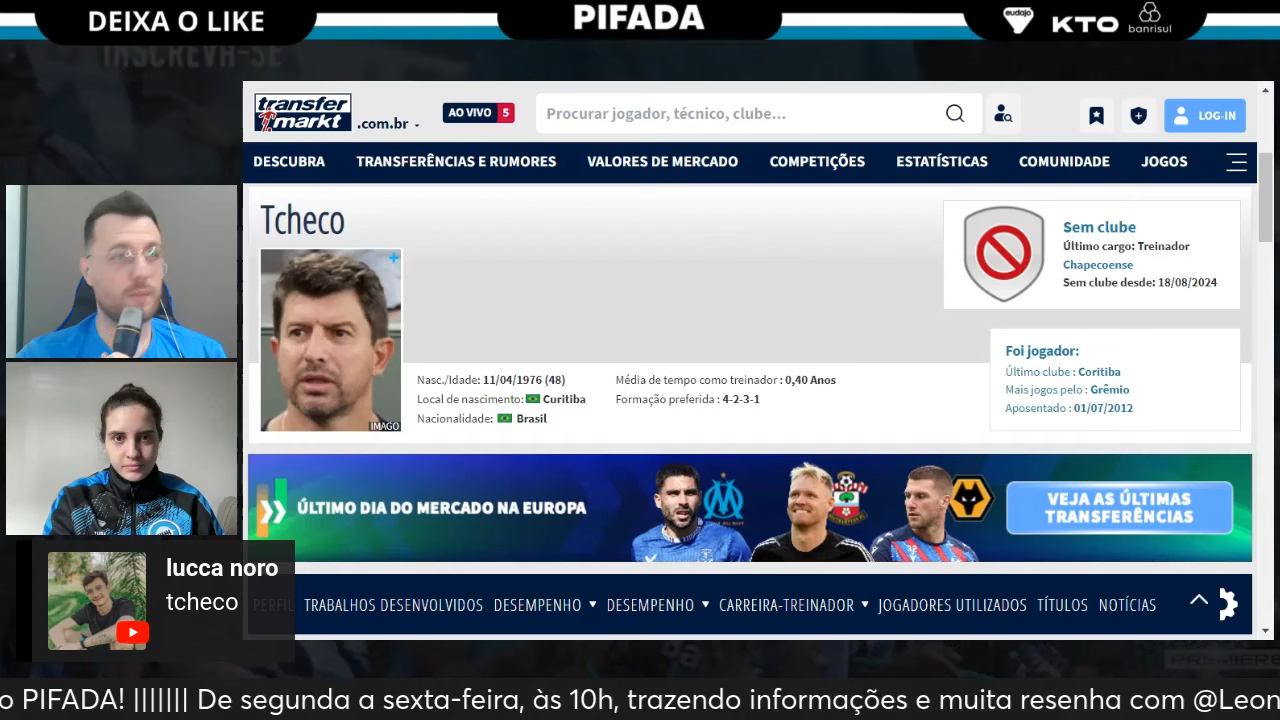 DEIXA O LIKE
PIFADA
eudajo
KTO
banrisul
INSCREVA-SE
transfer
markt
.com.br
AO VIVO 5
Procurar jogador, técnico, clube...
LOG-IN
DESCUBRA TRANSFERÊNCIAS E RUMORES VALORES DE MERCADO COMPETIÇÕES ESTATÍSTICAS COMUNIDADE JOGOS
Tcheco
IMAGO
Nasc./Idade: 11/04/1976 (48)
Local de nascimento: Curitiba
Nacionalidade: Brasil
Média de tempo como treinador : 0,40 Anos
Formação preferida : 4-2-3-1
Sem clube
Último cargo: Treinador
Chapecoense
Sem clube desde: 18/08/2024
Foi jogador:
Último clube : Coritiba
Mais jogos pelo : Grêmio
Aposentado : 01/07/2012
ÚLTIMO DIA DO MERCADO NA EUROPA
VEJA AS ÚLTIMAS
TRANSFERÊNCIAS
PERFIL TRABALHOS DESENVOLVIDOS DESEMPENHO DESEMPENHO CARREIRA-TREINADOR JOGADORES UTILIZADOS TÍTULOS NOTÍCIAS
lucca noro
tcheco
o PIFADA! ||||||| De segunda a sexta-feira, às 10h, trazendo informações e muita resenha com @Leon